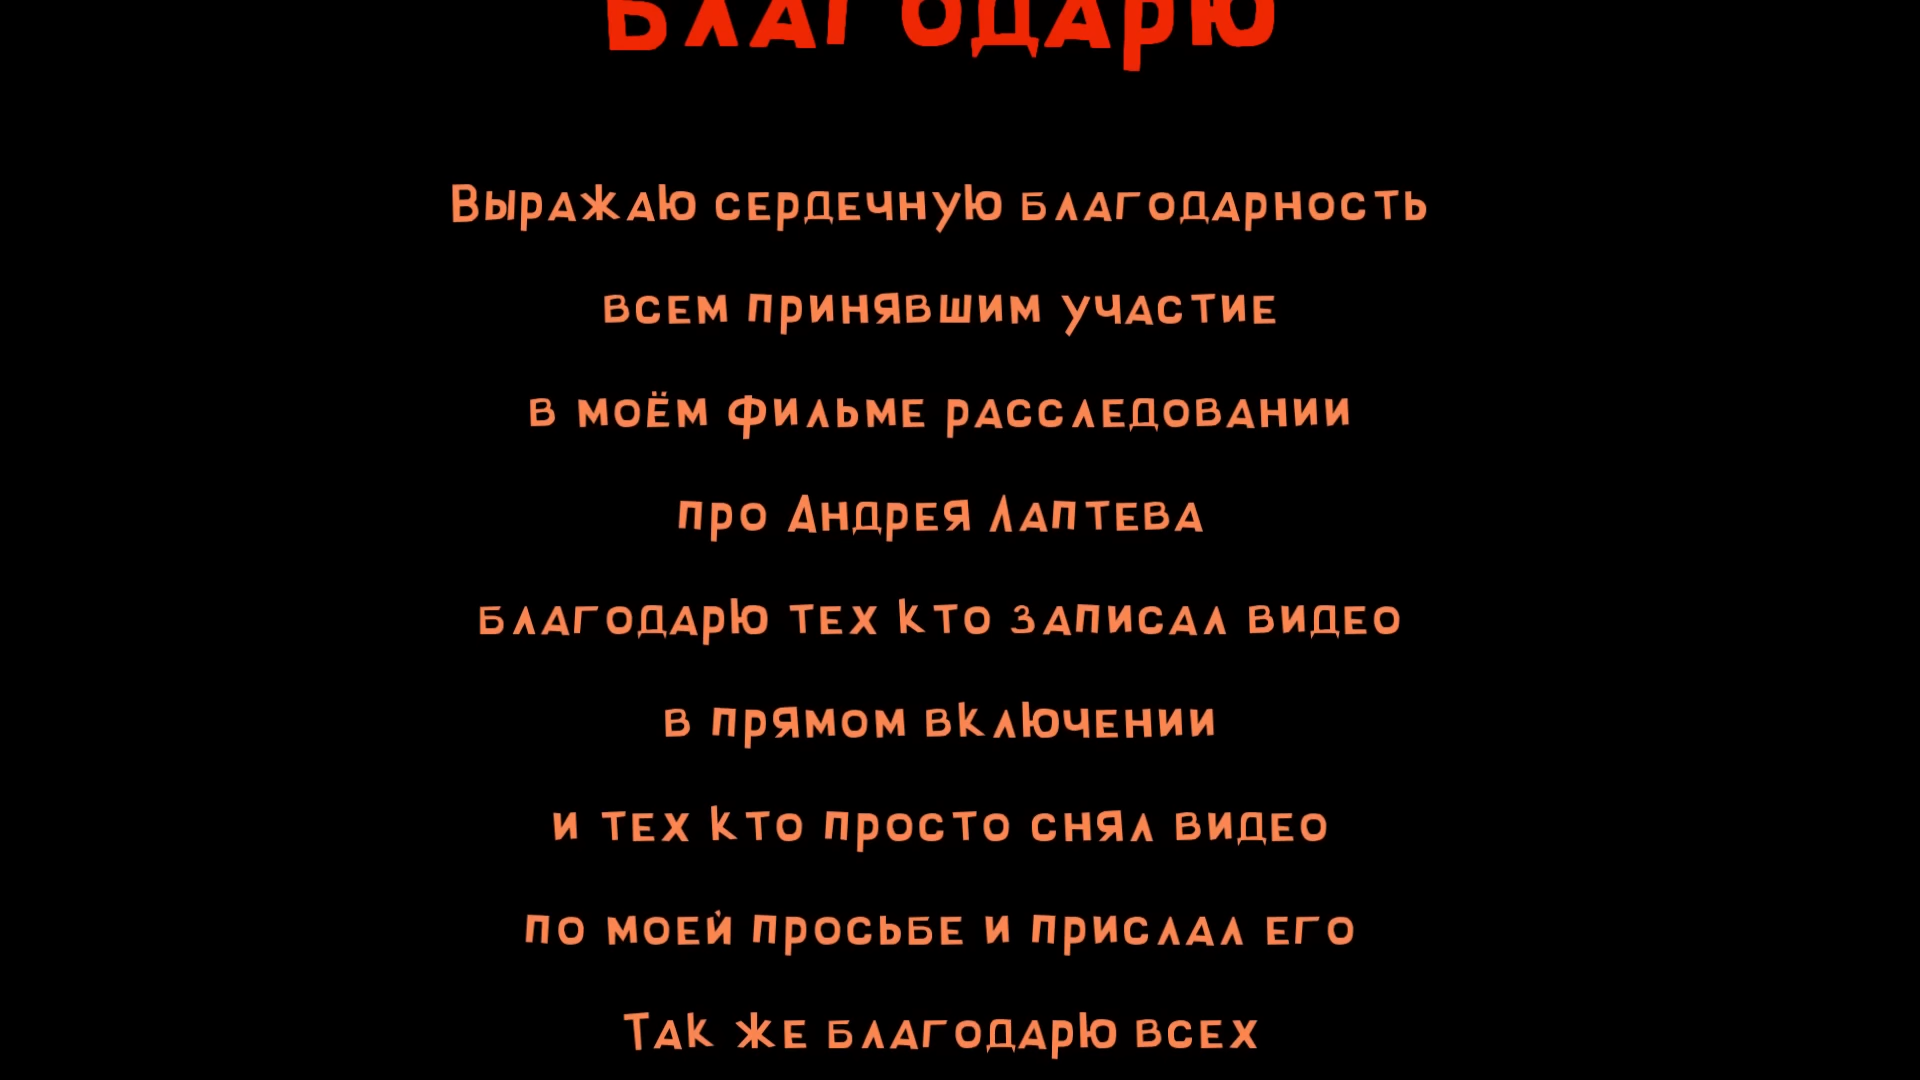 Благодарю
Выражаю сердечную благодарность
всем принявшим участие
в моём фильме расследовании
про Андрея Лаптева
благодарю тех кто записал видео
в прямом включении
и тех кто просто снял видео
по моей просьбе и прислал его
Так же благодарю всех